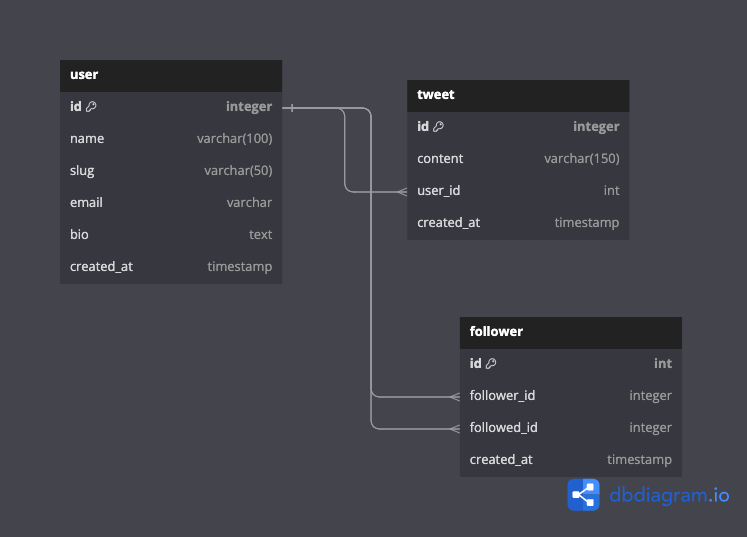 user
id integer
name varchar(100)
slug varchar(50)
email varchar
bio text
created_at timestamp
tweet
id integer
content varchar(150)
user_id int
created_at timestamp
follower
id int
follower_id integer
followed_id integer
created_at timestamp
dbdiagram.io